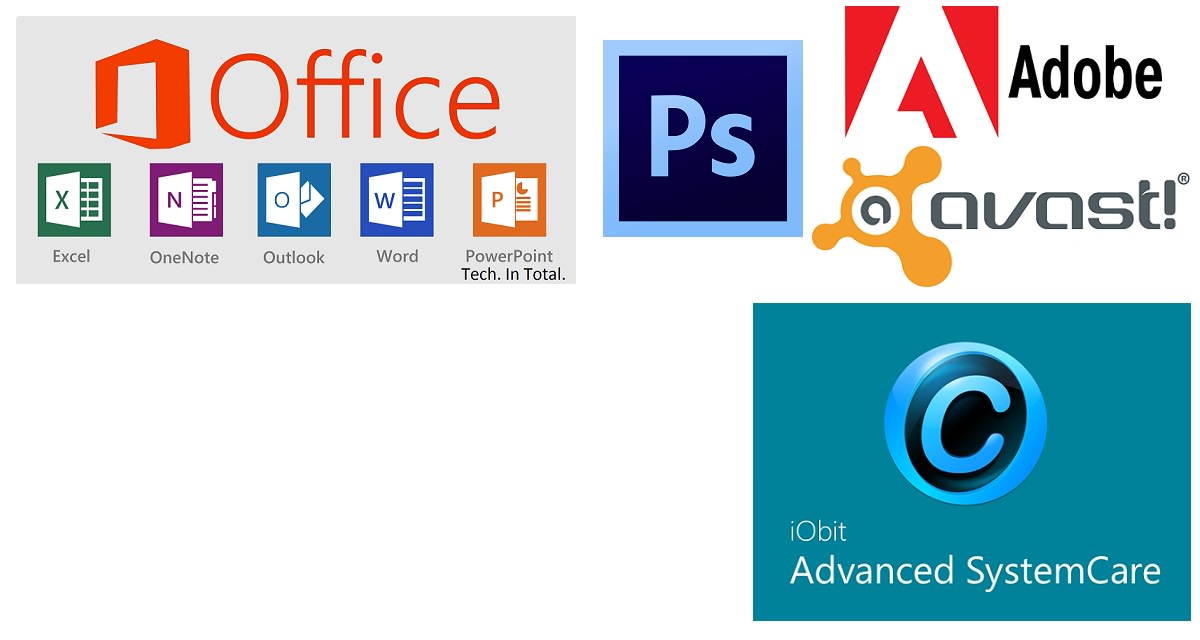 Office
X
N
O
W
P
Excel
OneNote
Outlook
Word
PowerPoint
Tech. In Total.
Ps
Adobe
a
avast!®
C
iObit
Advanced SystemCare